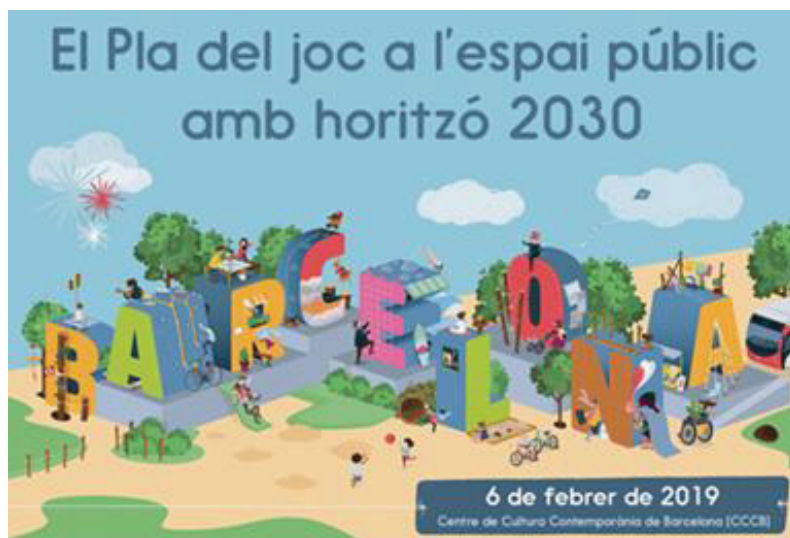 El Pla del joc a l'espai públic
amb horitzó 2030
BARCELONA
6 de febrer de 2019
Centre de Cultura Contemporània de Barcelona (CCCB)